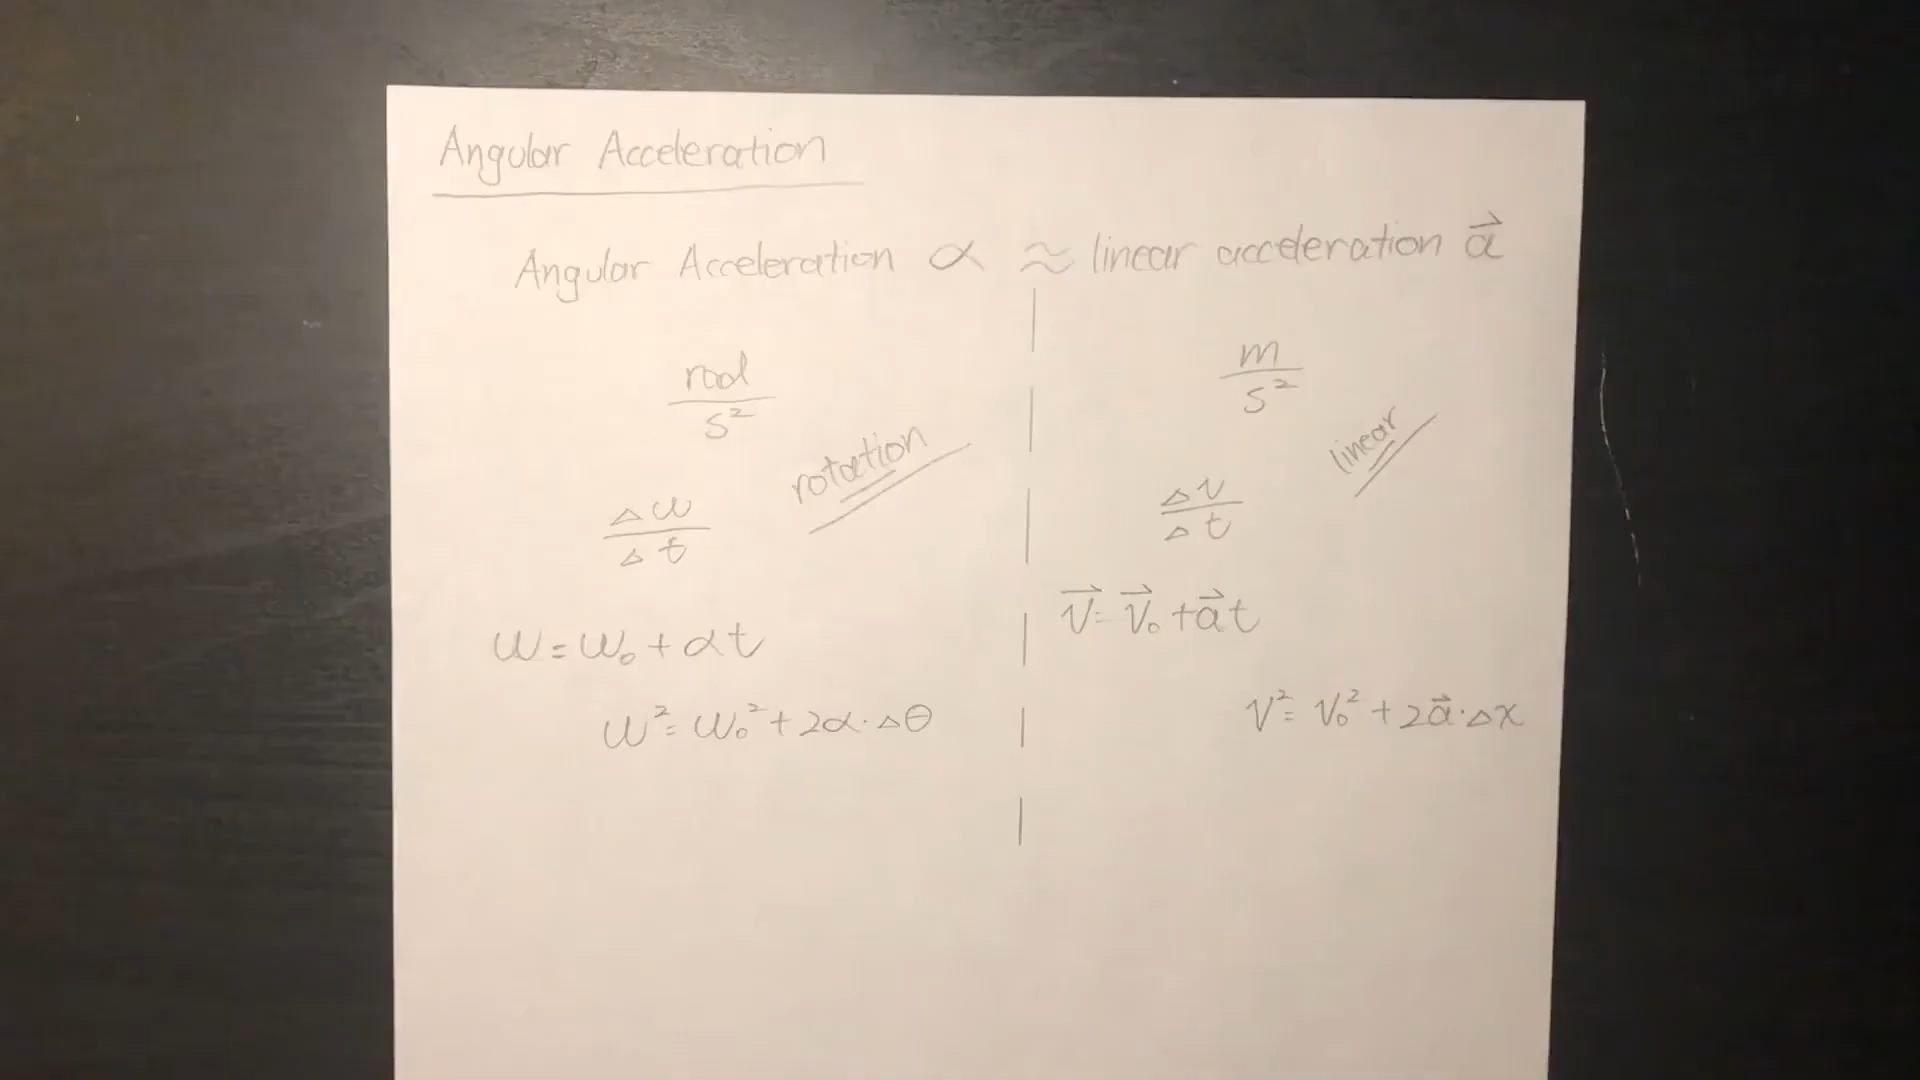 Angular Acceleration
Angular Acceleration α ≈ linear acceleration a⃗
rad/s²
m/s²
rotation
linear
Δω/Δt
Δv/Δt
ω = ω₀ + αt
v⃗ = v⃗₀ + a⃗t
ω² = ω₀² + 2α·Δθ
v² = v₀² + 2a⃗·Δx